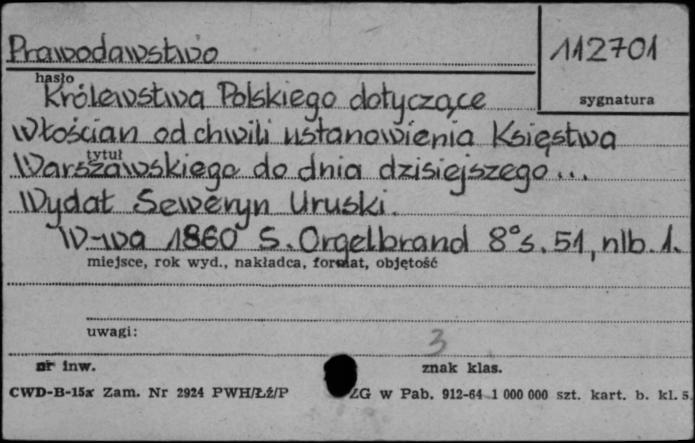 Prawodawstwo
112701
hasło
sygnatura
Królewstwa Polskiego dotyczące
włościan od chwili ustanowienia Księstwa
tytuł
Warszawskiego do dnia dzisiejszego...
Wydał Seweryn Uruski.
W-wa 1860 S. Orgelbrand 8° s. 51, nlb. 1.
miejsce, rok wyd., nakładca, format, objętość
uwagi:
3
nr inw.
znak klas.
CWD-B-15x Zam. Nr 2924 PWH/Łź/P
ZG w Pab. 912-64 1 000 000 szt. kart. b. kl. 5.